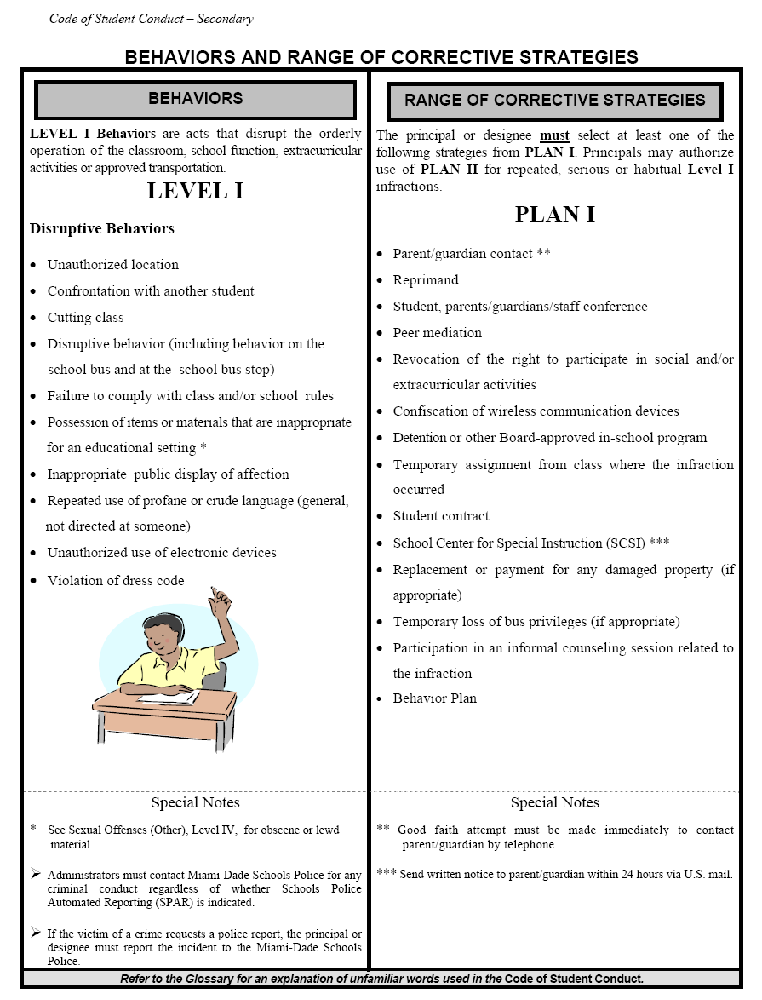 Code of Student Conduct – Secondary
BEHAVIORS AND RANGE OF CORRECTIVE STRATEGIES
BEHAVIORS
LEVEL I Behaviors are acts that disrupt the orderly
operation of the classroom, school function, extracurricular
activities or approved transportation.
LEVEL I
Disruptive Behaviors
• Unauthorized location
• Confrontation with another student
• Cutting class
• Disruptive behavior (including behavior on the
school bus and at the school bus stop)
• Failure to comply with class and/or school rules
• Possession of items or materials that are inappropriate
for an educational setting *
• Inappropriate public display of affection
• Repeated use of profane or crude language (general,
not directed at someone)
• Unauthorized use of electronic devices
• Violation of dress code
Special Notes
* See Sexual Offenses (Other), Level IV, for obscene or lewd
material.
➢ Administrators must contact Miami-Dade Schools Police for any
criminal conduct regardless of whether Schools Police
Automated Reporting (SPAR) is indicated.
➢ If the victim of a crime requests a police report, the principal or
designee must report the incident to the Miami-Dade Schools
Police.
RANGE OF CORRECTIVE STRATEGIES
The principal or designee must select at least one of the
following strategies from PLAN I. Principals may authorize
use of PLAN II for repeated, serious or habitual Level I
infractions.
PLAN I
• Parent/guardian contact **
• Reprimand
• Student, parents/guardians/staff conference
• Peer mediation
• Revocation of the right to participate in social and/or
extracurricular activities
• Confiscation of wireless communication devices
• Detention or other Board-approved in-school program
• Temporary assignment from class where the infraction
occurred
• Student contract
• School Center for Special Instruction (SCSI) ***
• Replacement or payment for any damaged property (if
appropriate)
• Temporary loss of bus privileges (if appropriate)
• Participation in an informal counseling session related to
the infraction
• Behavior Plan
Special Notes
** Good faith attempt must be made immediately to contact
parent/guardian by telephone.
*** Send written notice to parent/guardian within 24 hours via U.S. mail.
Refer to the Glossary for an explanation of unfamiliar words used in the Code of Student Conduct.